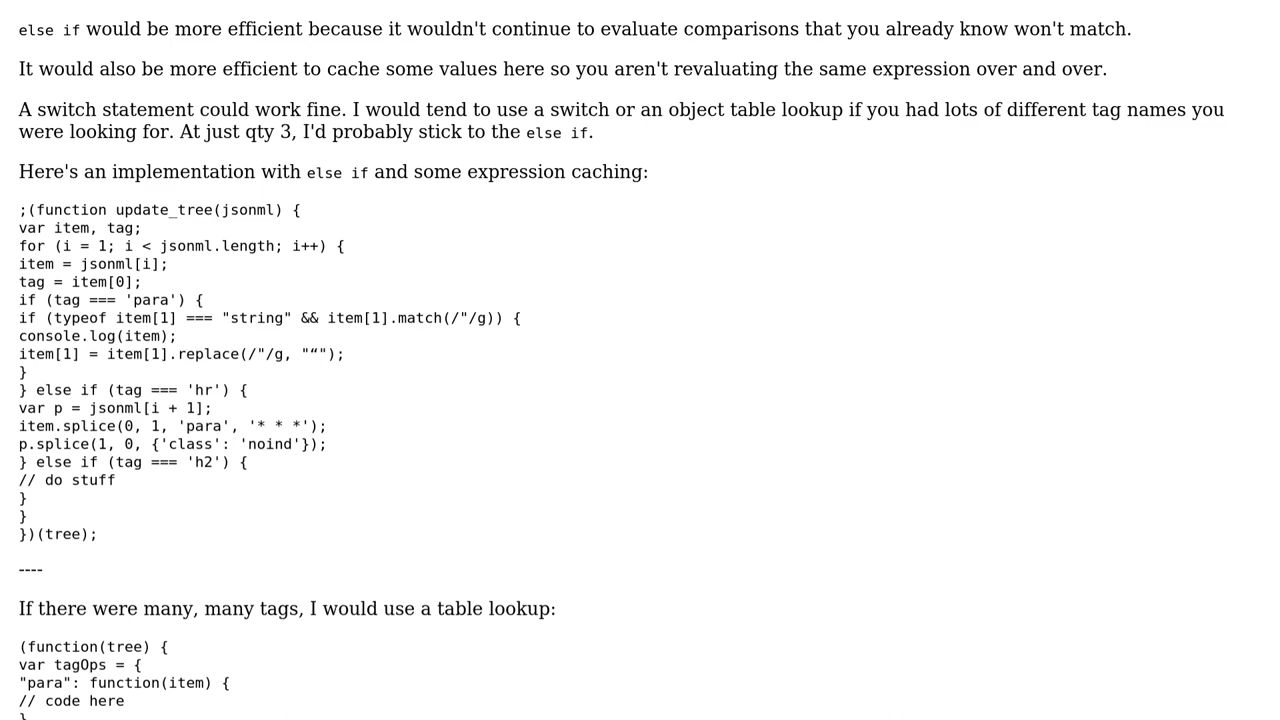 else if would be more efficient because it wouldn't continue to evaluate comparisons that you already know won't match.
It would also be more efficient to cache some values here so you aren't revaluating the same expression over and over.
A switch statement could work fine. I would tend to use a switch or an object table lookup if you had lots of different tag names you
were looking for. At just qty 3, I'd probably stick to the else if.
Here's an implementation with else if and some expression caching:
;(function update_tree(jsonml) {
var item, tag;
for (i = 1; i < jsonml.length; i++) {
item = jsonml[i];
tag = item[0];
if (tag === 'para') {
if (typeof item[1] === "string" && item[1].match(/"/g)) {
console.log(item);
item[1] = item[1].replace(/"/g, "“");
}
} else if (tag === 'hr') {
var p = jsonml[i + 1];
item.splice(0, 1, 'para', '* * *');
p.splice(1, 0, {'class': 'noind'});
} else if (tag === 'h2') {
// do stuff
}
}
})(tree);
----
If there were many, many tags, I would use a table lookup:
(function(tree) {
var tagOps = {
"para": function(item) {
// code here
}